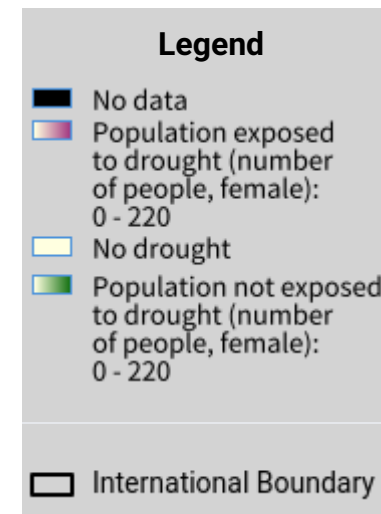 Legend
No data
Population exposed
to drought (number
of people, female):
0 - 220
No drought
Population not exposed
to drought (number
of people, female):
0 - 220
International Boundary